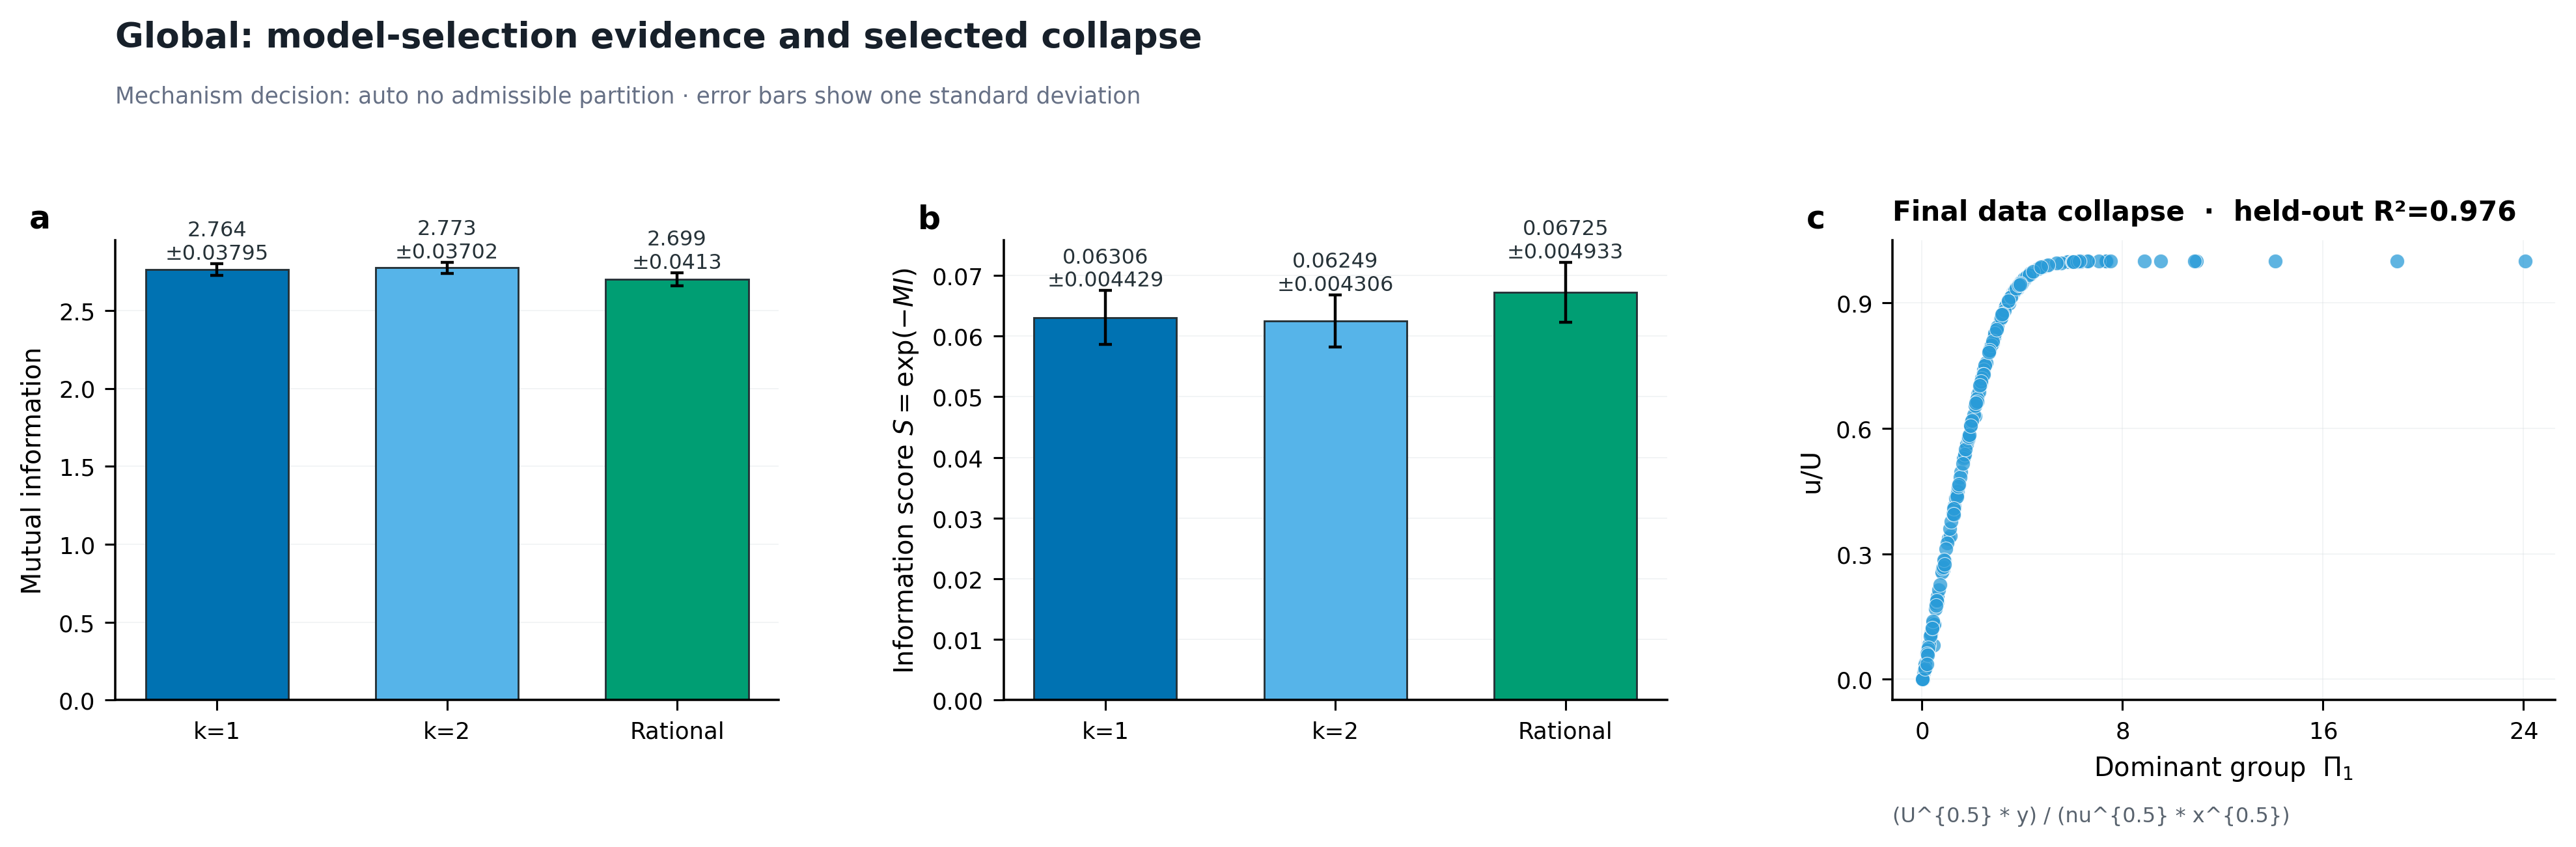 Global: model-selection evidence and selected collapse
Mechanism decision: auto no admissible partition · error bars show one standard deviation
a
2.764
±0.03795
2.773
±0.03702
2.699
±0.0413
Mutual information
2.5
2.0
1.5
1.0
0.5
0.0
k=1
k=2
Rational
b
0.06306
±0.004429
0.06249
±0.004306
0.06725
±0.004933
Information score S = exp(−MI)
0.07
0.06
0.05
0.04
0.03
0.02
0.01
0.00
k=1
k=2
Rational
c
Final data collapse · held-out R²=0.976
u/U
0.9
0.6
0.3
0.0
0
8
16
24
Dominant group Π₁
(U^{0.5} * y) / (nu^{0.5} * x^{0.5})